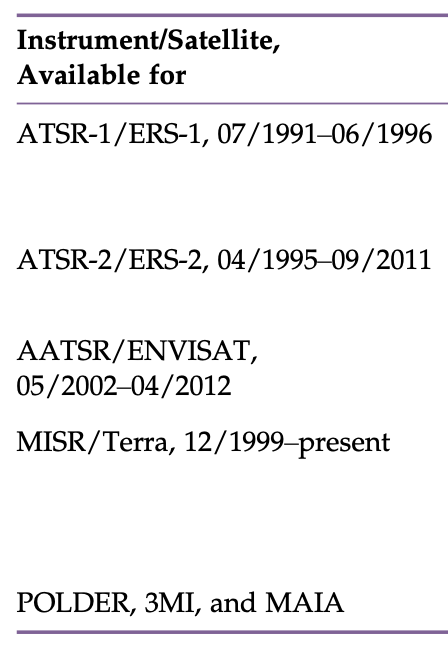 Instrument/Satellite,
Available for
ATSR-1/ERS-1, 07/1991–06/1996
ATSR-2/ERS-2, 04/1995–09/2011
AATSR/ENVISAT,
05/2002–04/2012
MISR/Terra, 12/1999–present
POLDER, 3MI, and MAIA